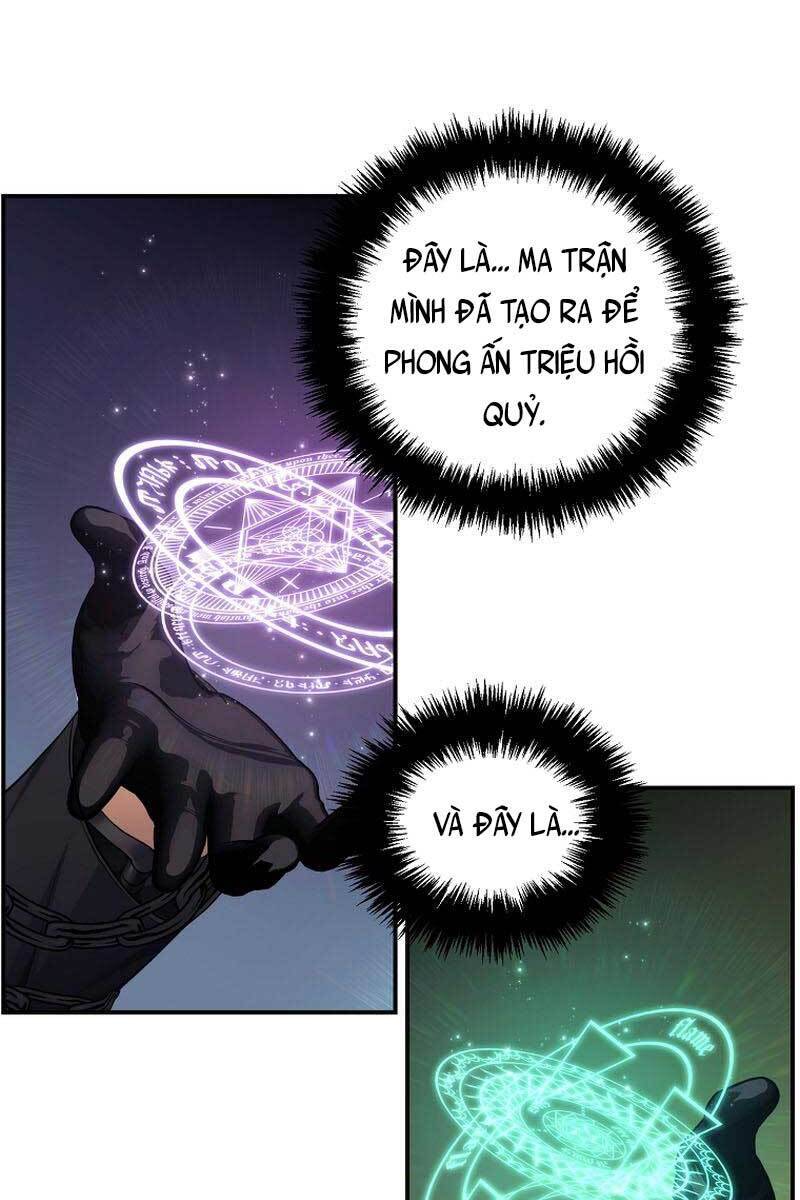 ĐÂY LÀ... MA TRẬN
MÌNH ĐÃ TẠO RA ĐỂ
PHONG ẤN TRIỆU HỒI
QUỶ.
VÀ ĐÂY LÀ...
flame